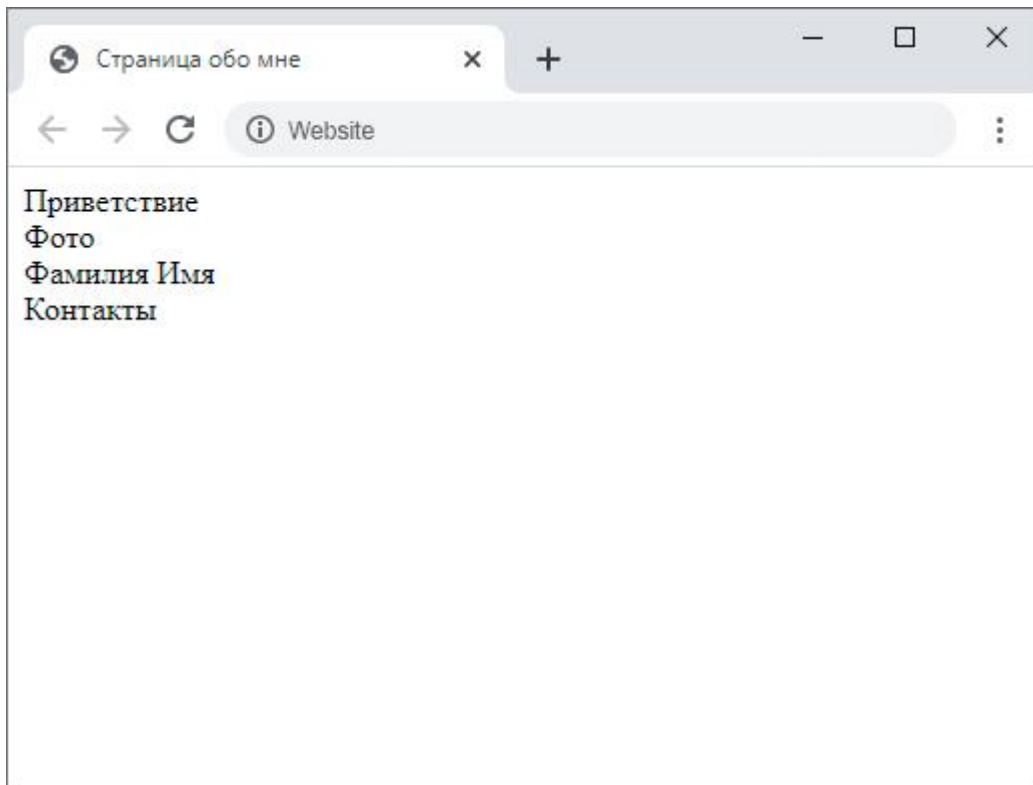 Страница обо мне
Website
Приветствие
Фото
Фамилия Имя
Контакты